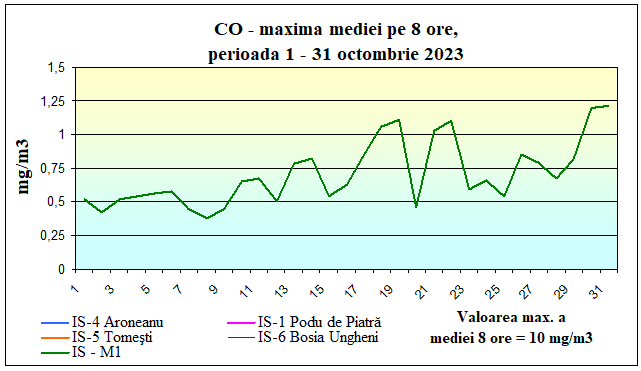 CO - maxima mediei pe 8 ore,
perioada 1 - 31 octombrie 2023
mg/m3
1,5
1,25
1
0,75
0,5
0,25
0
1 3 5 7 9 11 13 15 17 19 21 23 25 27 29 31
IS-4 Aroneanu IS-1 Podu de Piatră
IS-5 Tomeşti IS-6 Bosia Ungheni
IS - M1
Valoarea max. a
mediei 8 ore = 10 mg/m3